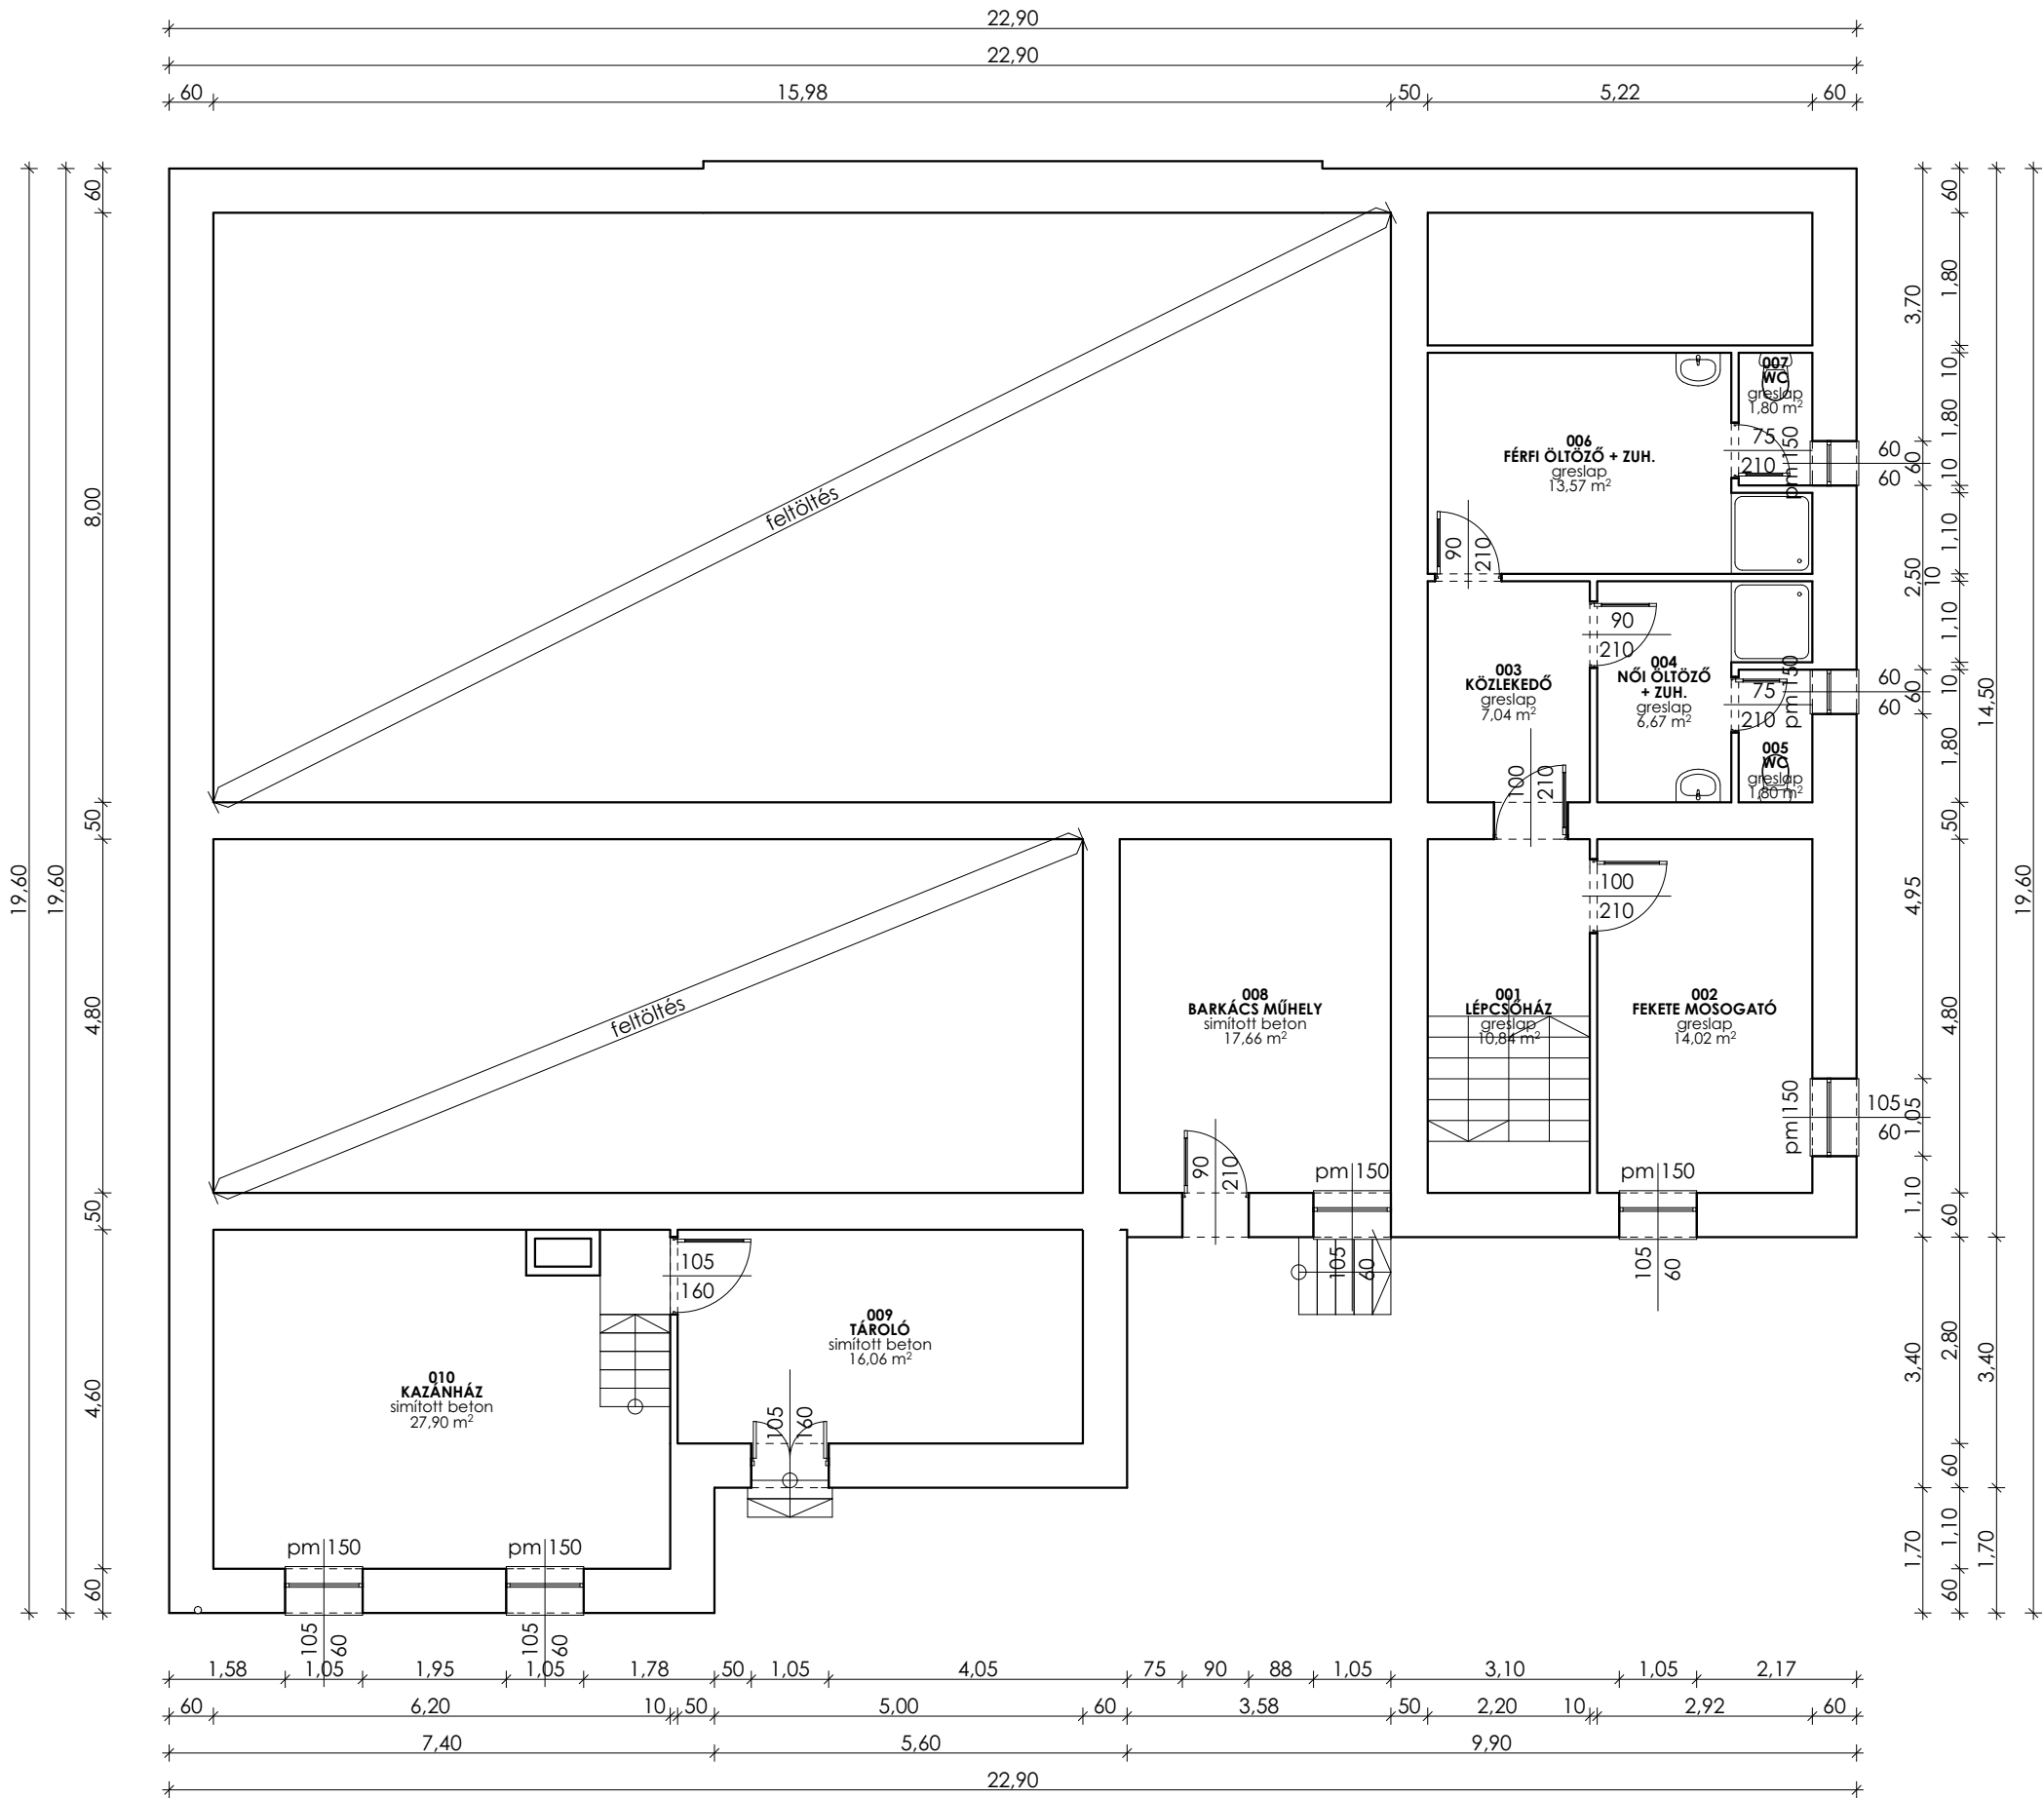 22,90
22,90
60 15,98 50 5,22 60
19,60
19,60
60
8,00
50
4,80
50
4,60
60
feltöltés
feltöltés
007
WC
greslap
1,80 m²
75
210
pm 150
60
60
006
FÉRFI ÖLTÖZŐ + ZUH.
greslap
13,57 m²
90
210
003
KÖZLEKEDŐ
greslap
7,04 m²
90
210
004
NŐI ÖLTÖZŐ
+ ZUH.
greslap
6,67 m²
75
210
pm 150
60
60
005
WC
greslap
1,80 m²
100
210
100
210
008
BARKÁCS MŰHELY
simított beton
17,66 m²
001
LÉPCSŐHÁZ
greslap
10,84 m²
002
FEKETE MOSOGATÓ
greslap
14,02 m²
pm 150
105
60
90
210
pm 150
105
60
pm 150
105
60
105
160
009
TÁROLÓ
simított beton
16,06 m²
105
160
010
KAZÁNHÁZ
simított beton
27,90 m²
pm 150
105
60
pm 150
105
60
3,70
60
2,50
60
4,95
1,05
1,10
3,40
1,70
60
1,80
10
1,80
10
1,10
10
1,10
10
1,80
50
4,80
60
2,80
60
1,10
60
14,50
3,40
1,70
19,60
1,58 1,05 1,95 1,05 1,78 50 1,05 4,05 75 90 88 1,05 3,10 1,05 2,17
60 6,20 10 50 5,00 60 3,58 50 2,20 10 2,92 60
7,40 5,60 9,90
22,90